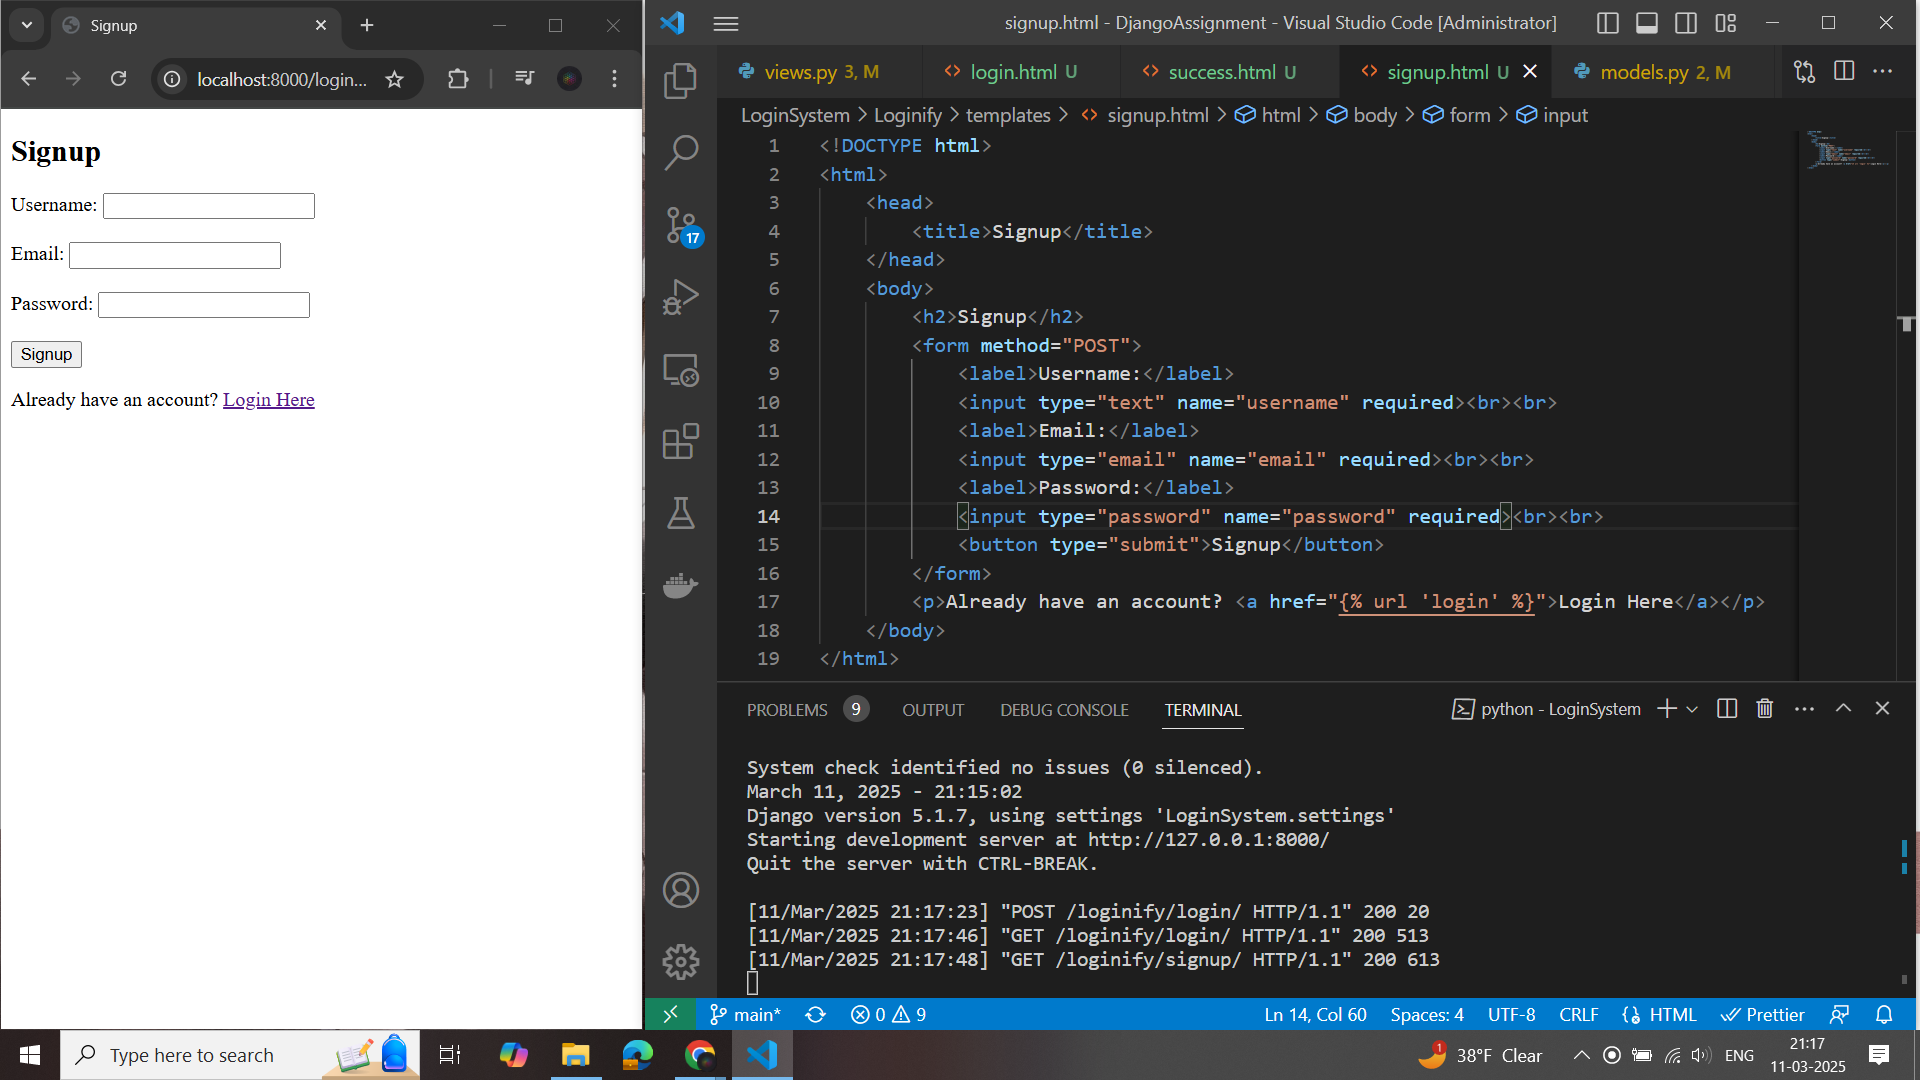 Signup
localhost:8000/login...
Signup
Username:
Email:
Password:
Signup
Already have an account? Login Here
signup.html - DjangoAssignment - Visual Studio Code [Administrator]
views.py 3, M
login.html U
success.html U
signup.html U
models.py 2, M
LoginSystem > Loginify > templates > <> signup.html > html > body > form > input
17
1 <!DOCTYPE html>
2 <html>
3 <head>
4 <title>Signup</title>
5 </head>
6 <body>
7 <h2>Signup</h2>
8 <form method="POST">
9 <label>Username:</label>
10 <input type="text" name="username" required><br><br>
11 <label>Email:</label>
12 <input type="email" name="email" required><br><br>
13 <label>Password:</label>
14 <input type="password" name="password" required><br><br>
15 <button type="submit">Signup</button>
16 </form>
17 <p>Already have an account? <a href="{% url 'login' %}">Login Here</a></p>
18 </body>
19 </html>
PROBLEMS 9 OUTPUT DEBUG CONSOLE TERMINAL
python - LoginSystem
System check identified no issues (0 silenced).
March 11, 2025 - 21:15:02
Django version 5.1.7, using settings 'LoginSystem.settings'
Starting development server at http://127.0.0.1:8000/
Quit the server with CTRL-BREAK.
[11/Mar/2025 21:17:23] "POST /loginify/login/ HTTP/1.1" 200 20
[11/Mar/2025 21:17:46] "GET /loginify/login/ HTTP/1.1" 200 513
[11/Mar/2025 21:17:48] "GET /loginify/signup/ HTTP/1.1" 200 613
main* 0 9 Ln 14, Col 60 Spaces: 4 UTF-8 CRLF {} HTML Prettier
Type here to search
1
38°F Clear
ENG
21:17
11-03-2025